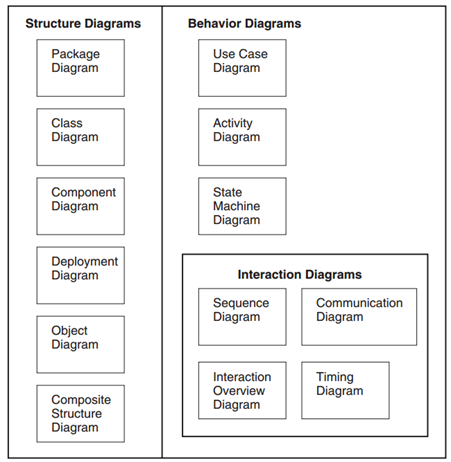 Structure Diagrams
Package
Diagram
Class
Diagram
Component
Diagram
Deployment
Diagram
Object
Diagram
Composite
Structure
Diagram
Behavior Diagrams
Use Case
Diagram
Activity
Diagram
State
Machine
Diagram
Interaction Diagrams
Sequence
Diagram
Communication
Diagram
Interaction
Overview
Diagram
Timing
Diagram